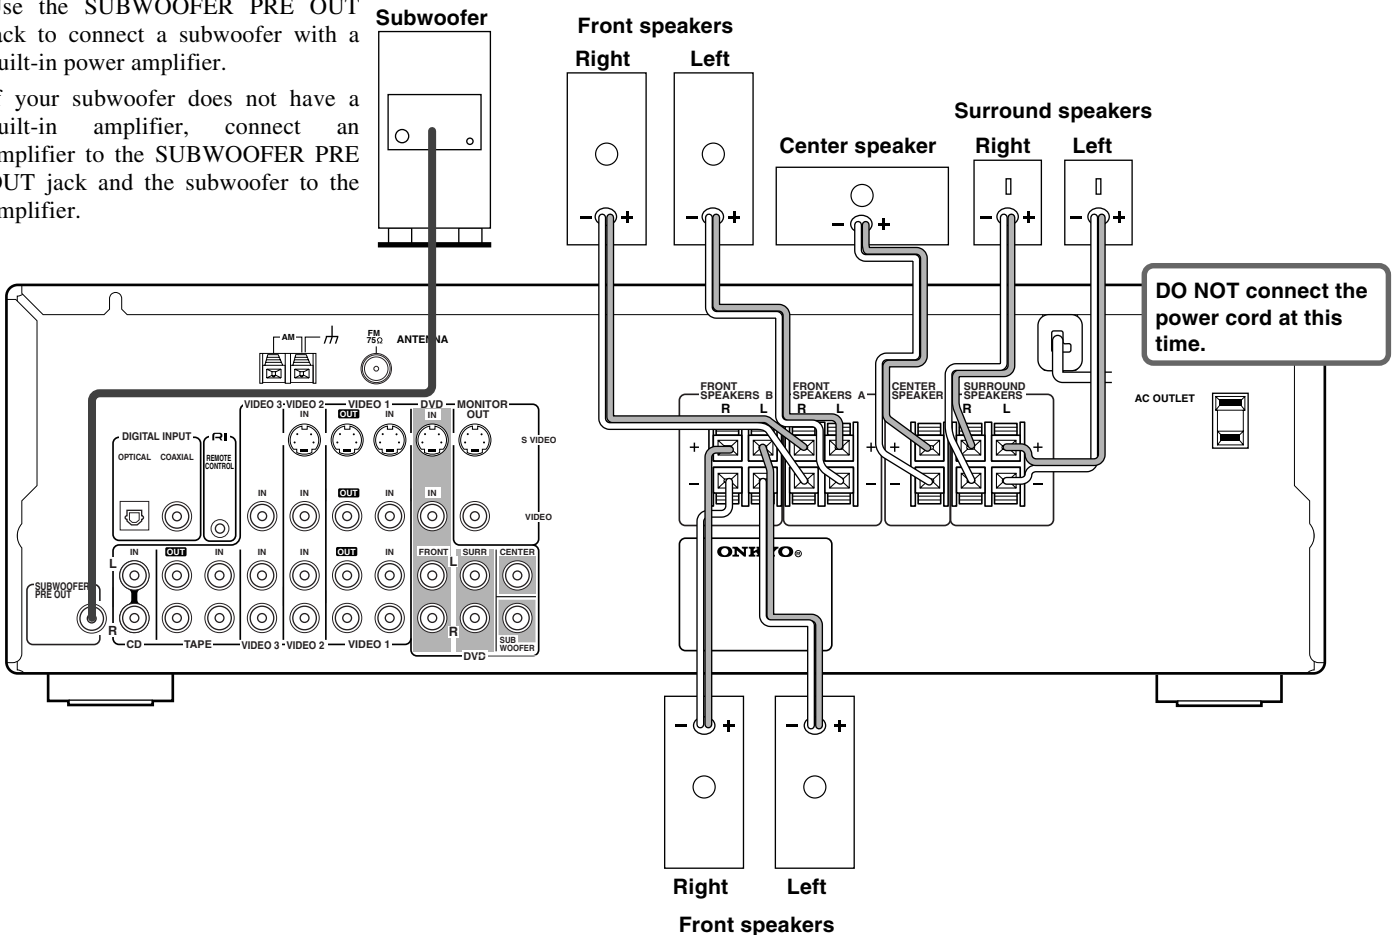 se the SUBWOOFER PRE OUT
ack to connect a subwoofer with a
uilt-in power amplifier.
f your subwoofer does not have a
uilt-in amplifier, connect an
mplifier to the SUBWOOFER PRE
OUT jack and the subwoofer to the
mplifier.
Subwoofer
Front speakers
Right Left
Center speaker
Surround speakers
Right Left
− + − + − + − + − +
DO NOT connect the
power cord at this
time.
AM
FM
75Ω
ANTENNA
VIDEO 3 VIDEO 2 VIDEO 1 DVD MONITOR
OUT
IN OUT IN IN
S VIDEO
DIGITAL INPUT
OPTICAL COAXIAL
RI
REMOTE
CONTROL
IN IN OUT IN IN
VIDEO
IN OUT IN IN IN OUT IN FRONT SURR CENTER
L L
SUBWOOFER
PRE OUT
R R
SUB
WOOFER
CD TAPE VIDEO 3 VIDEO 2 VIDEO 1
DVD
FRONT
SPEAKERS B
R L
FRONT
SPEAKERS A
R L
CENTER
SPEAKER
SURROUND
SPEAKERS
R L
+ + + +
− − − −
AC OUTLET
ONKYO®
− + − +
Right Left
Front speakers